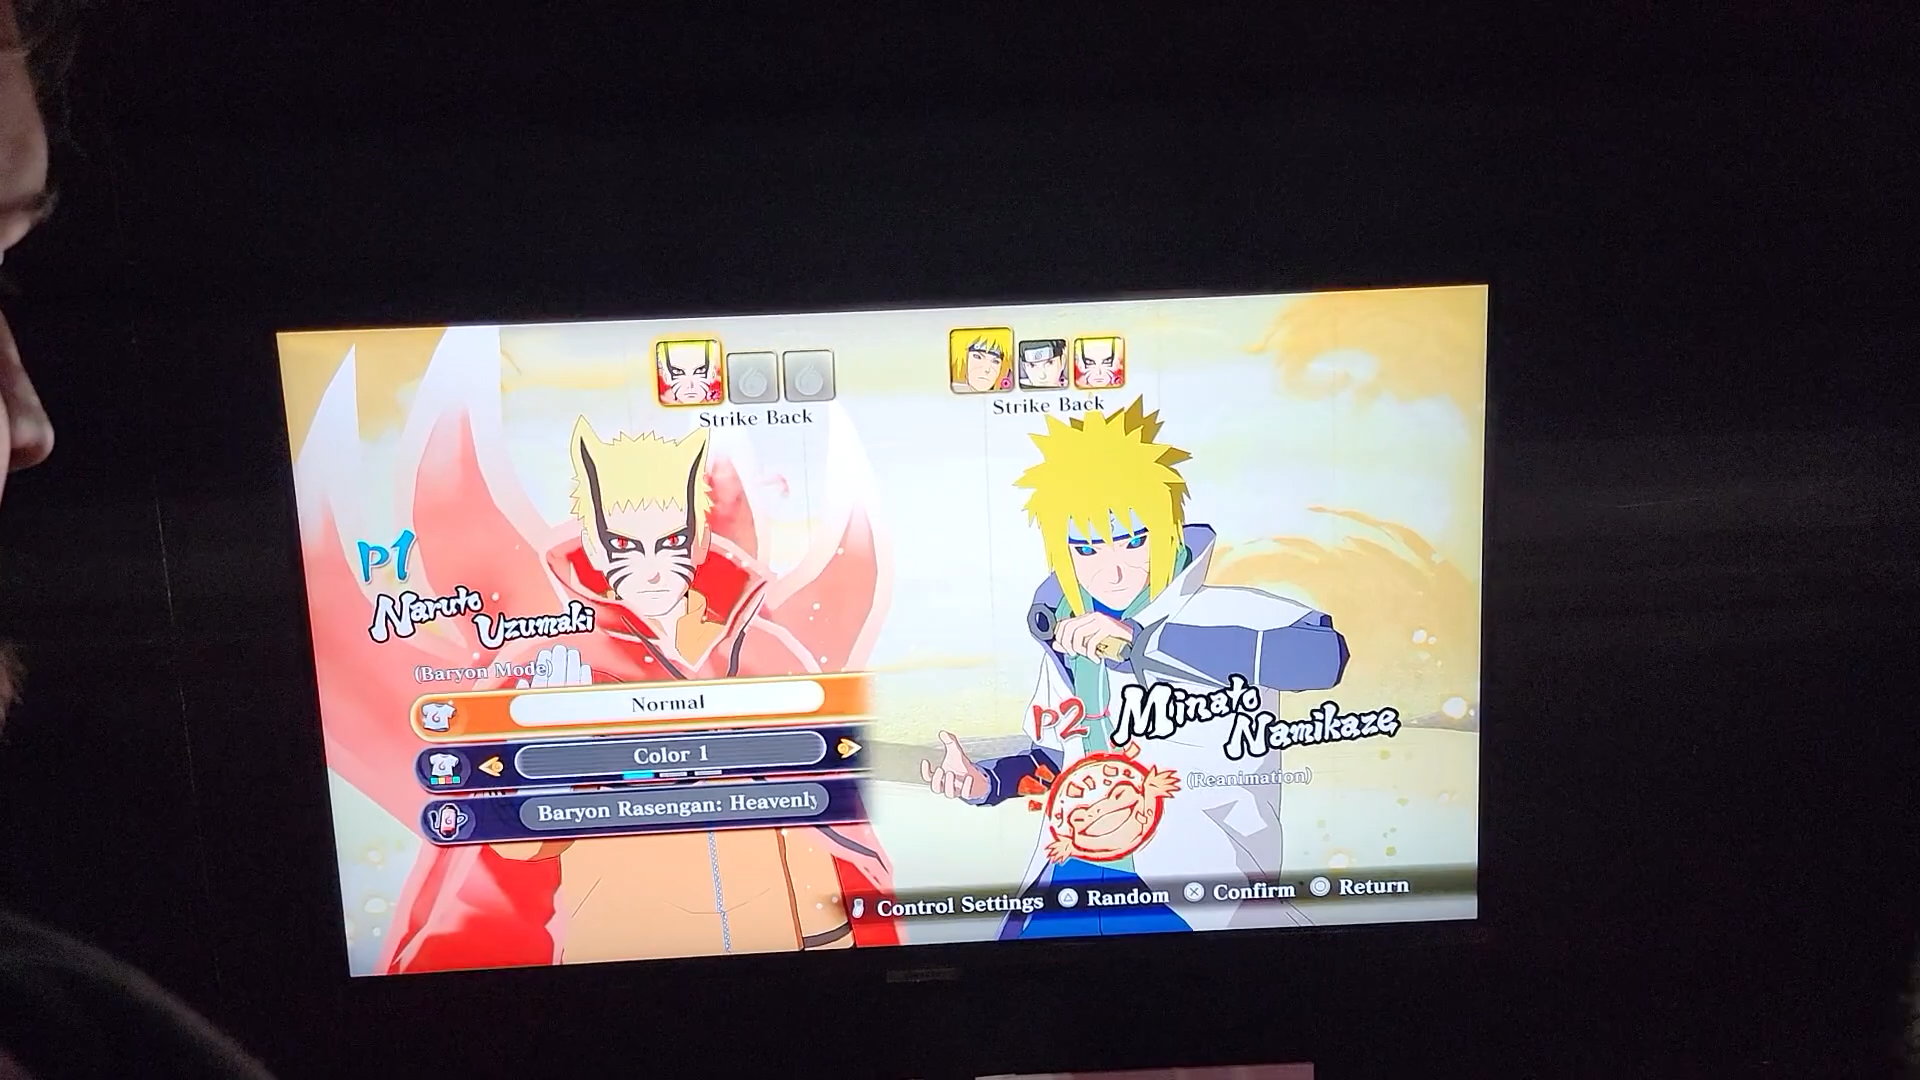 Strike Back
Strike Back
P1
Naruto
Uzumaki
(Baryon Mode)
Normal
Color 1
Baryon Rasengan: Heavenly
P2
Minato
Namikaze
(Reanimation)
Control Settings Random Confirm Return